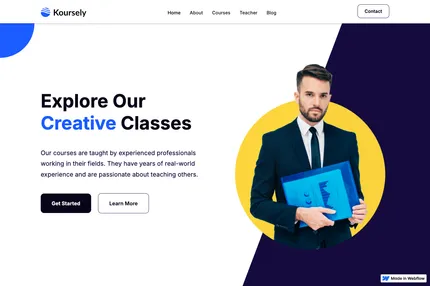 Koursely
Home About Courses Teacher Blog
Contact
Explore Our
Creative Classes
Our courses are taught by experienced professionals
working in their fields. They have years of real-world
experience and are passionate about teaching others.
Get Started Learn More
Made in Webflow